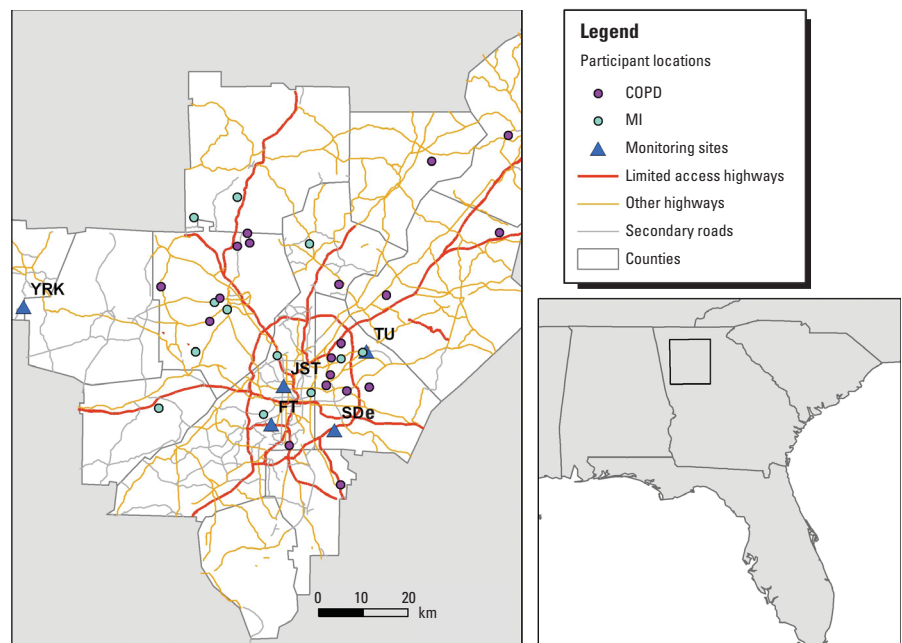 YRK
TU
JST
FT
SDe
0 10 20
km
Legend
Participant locations
COPD
MI
Monitoring sites
Limited access highways
Other highways
Secondary roads
Counties